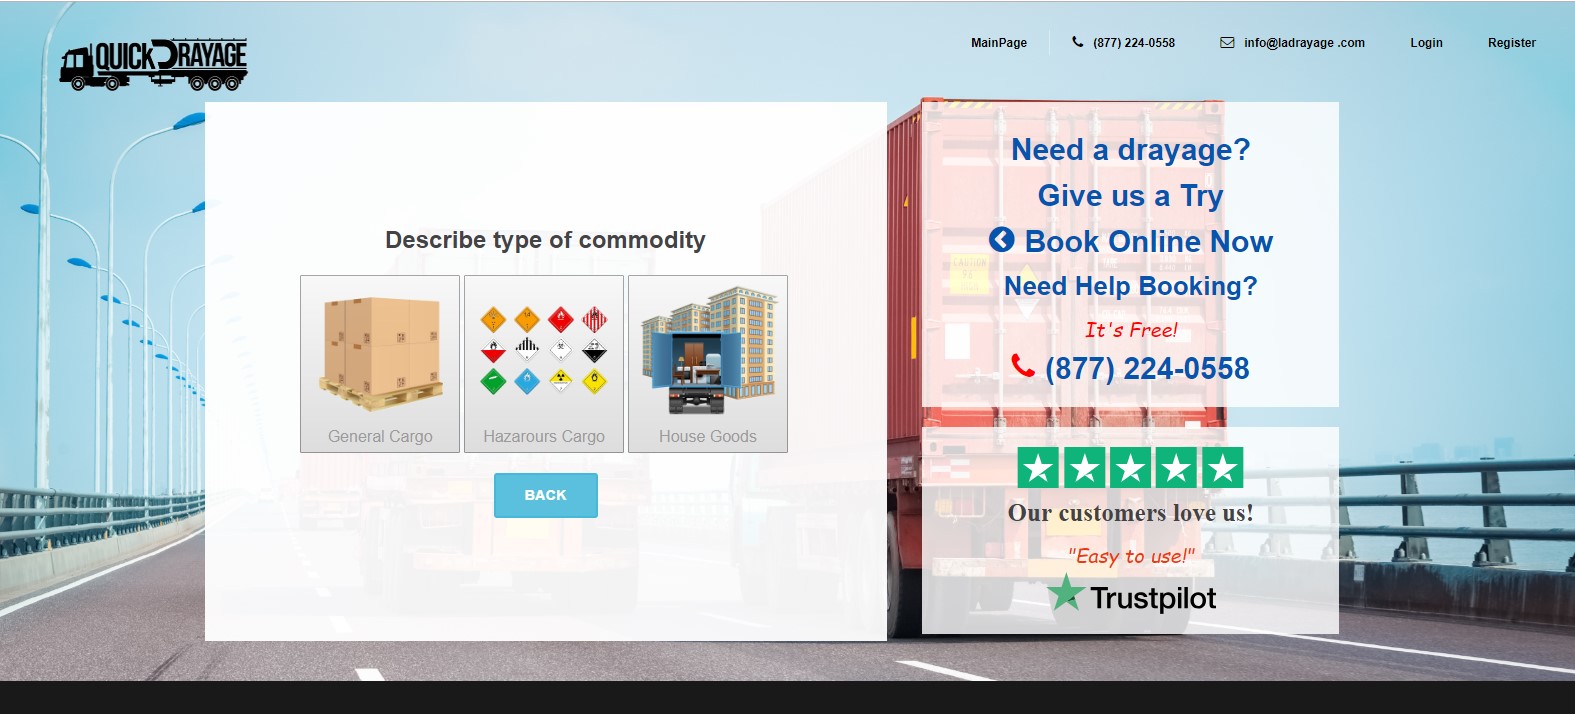 QUICK DRAYAGE
MainPage
(877) 224-0558
info@ladrayage .com
Login
Register
Describe type of commodity
General Cargo
Hazarours Cargo
House Goods
BACK
Need a drayage?
Give us a Try
Book Online Now
Need Help Booking?
It's Free!
(877) 224-0558
Our customers love us!
"Easy to use!"
Trustpilot
CAUTION